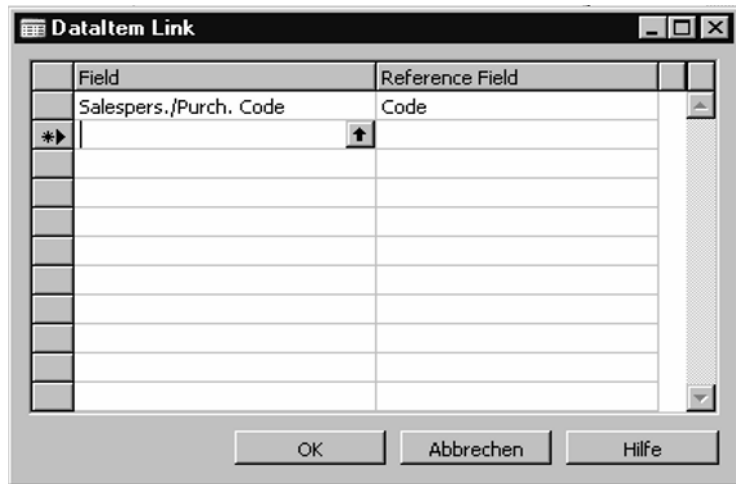 DataItem Link
Field Reference Field
Salespers./Purch. Code Code
OK Abbrechen Hilfe